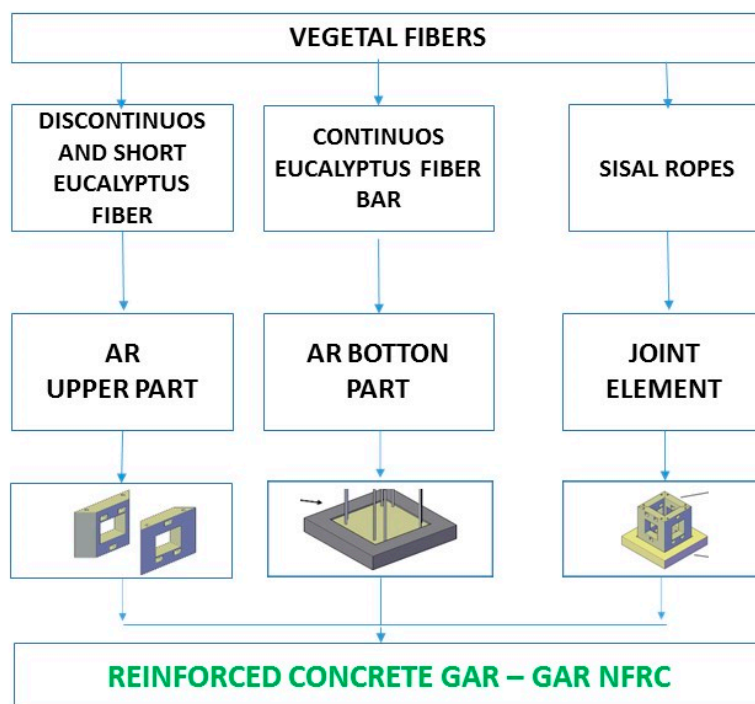 VEGETAL FIBERS
DISCONTINUOS
AND SHORT
EUCALYPTUS
FIBER
CONTINUOS
EUCALYPTUS FIBER
BAR
SISAL ROPES
AR
UPPER PART
AR BOTTON
PART
JOINT
ELEMENT
REINFORCED CONCRETE GAR – GAR NFRC